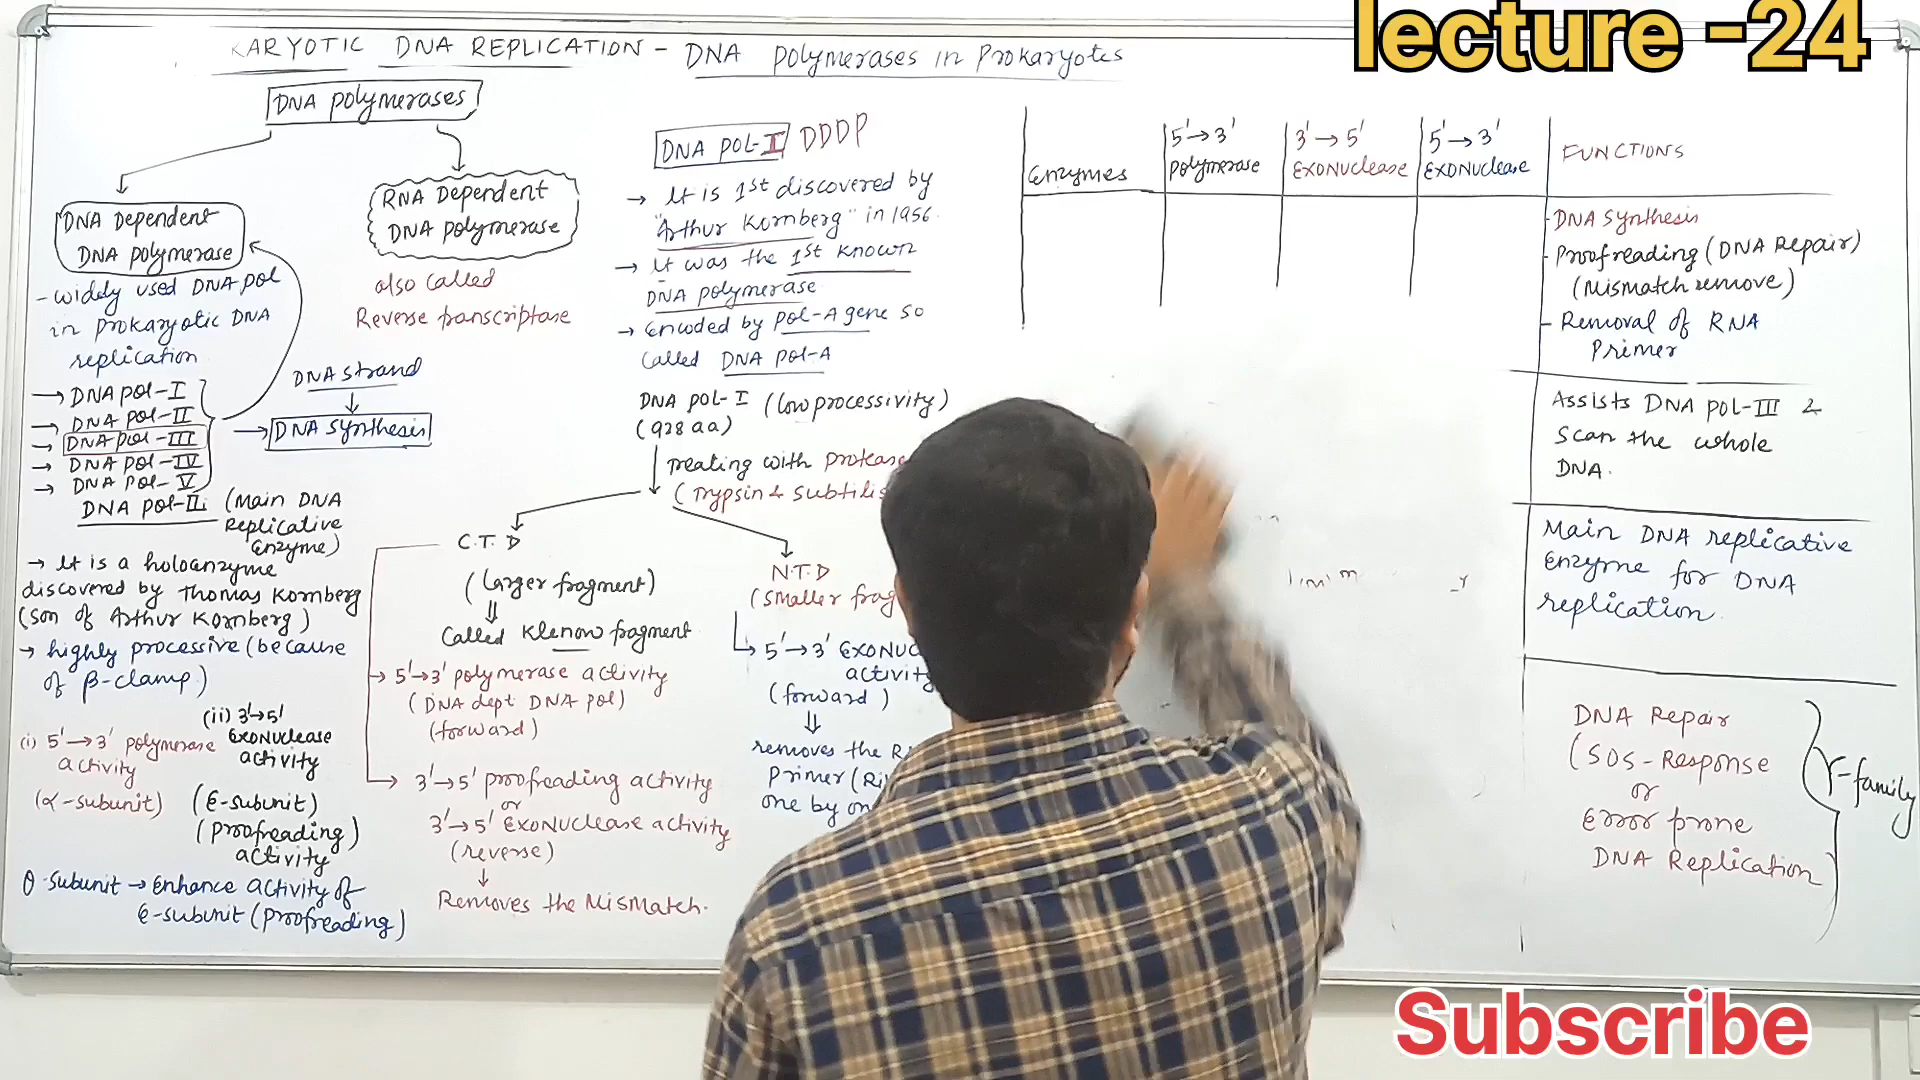 lecture -24
KARYOTIC DNA REPLICATION - DNA polymerases in Prokaryotes
DNA polymerases
DNA Dependent
DNA polymerase
- widely used DNA pol
in prokaryotic DNA
replication
→ DNA pol-I
→ DNA pol-II
→ DNA pol-III
→ DNA pol-IV
→ DNA pol-V
RNA Dependent
DNA polymerase
also called
Reverse transcriptase
DNA strand
↓
→ DNA synthesis
DNA pol-III (Main DNA
Replicative
Enzyme)
→ It is a holoenzyme
discovered by Thomas Kornberg
(son of Arthur Kornberg)
→ highly processive (because
of β-clamp)
(i) 5'→3' polymerase
activity
(α-subunit)
(ii) 3'→5'
Exonuclease
activity
(ε-subunit)
(proofreading)
activity
θ-subunit → Enhance activity of
ε-subunit (proofreading)
DNA pol-I DDDP
→ It is 1st discovered by
"Arthur Kornberg" in 1956.
→ It was the 1st known
DNA polymerase
→ Encoded by pol-A gene so
called DNA pol-A
DNA pol-I (low processivity)
(928 aa)
Treating with protease
(Trypsin &
C.T.D
(larger fragment)
⇓
called Klenow fragment
→ 5'→3' polymerase activity
(DNA dept DNA pol)
(forward)
→ 3'→5' proofreading activity
or
3'→5' Exonuclease activity
(reverse)
↓
Removes the Mismatch.
N.T.D
(smaller
5'→3'
activity
(forward)
⇓
removes the
Primer
one by
Enzymes
5'→3'
polymerase
3'→5'
Exonuclease
5'→3'
Exonuclease
FUNCTIONS
- DNA synthesis
- Proofreading (DNA Repair)
(Mismatch remove)
- Removal of RNA
Primer
Assists DNA pol-III &
scan the whole
DNA.
Main DNA replicative
enzyme for DNA
replication.
DNA Repair
(SOS-Response
or
Error prone
DNA Replication
Y-family
Subscribe